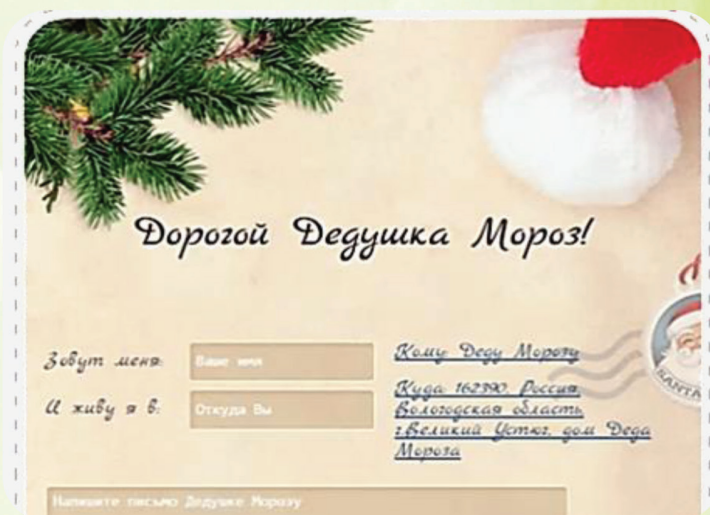 Дорогой Дедушка Мороз!
Зовут меня:
Ваше имя
И живу я в:
Откуда Вы
Кому: Деду Морозу
Куда: 162390, Россия,
Вологодская область,
г.Великий Устюг, дом Деда
Мороза
SANTA
Напишите письмо Дедушке Морозу